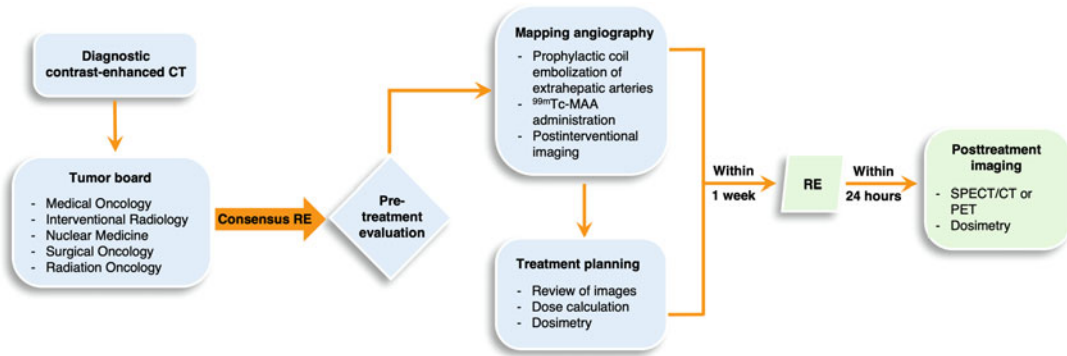 Diagnostic
contrast-enhanced CT
Tumor board
- Medical Oncology
- Interventional Radiology
- Nuclear Medicine
- Surgical Oncology
- Radiation Oncology
Consensus RE
Pre-
treatment
evaluation
Mapping angiography
- Prophylactic coil
embolization of
extrahepatic arteries
- 99mTc-MAA
administration
- Postinterventional
imaging
Treatment planning
- Review of images
- Dose calculation
- Dosimetry
Within
1 week
RE
Within
24 hours
Posttreatment
imaging
- SPECT/CT or
PET
- Dosimetry